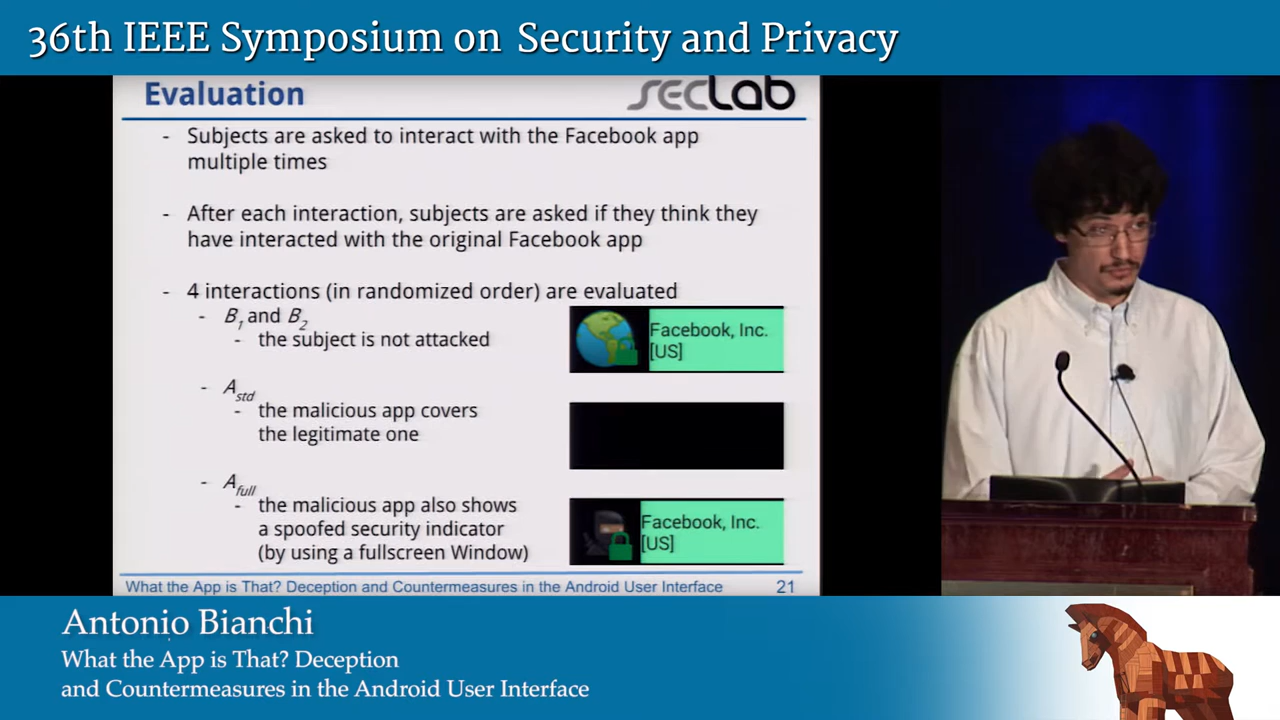 36th IEEE Symposium on Security and Privacy
Evaluation
secLab
- Subjects are asked to interact with the Facebook app
multiple times
- After each interaction, subjects are asked if they think they
have interacted with the original Facebook app
- 4 interactions (in randomized order) are evaluated
- B1 and B2
- the subject is not attacked
Facebook, Inc.
[US]
- Astd
- the malicious app covers
the legitimate one
- Afull
- the malicious app also shows
a spoofed security indicator
(by using a fullscreen Window)
Facebook, Inc.
[US]
What the App is That? Deception and Countermeasures in the Android User Interface 21
Antonio Bianchi
What the App is That? Deception
and Countermeasures in the Android User Interface